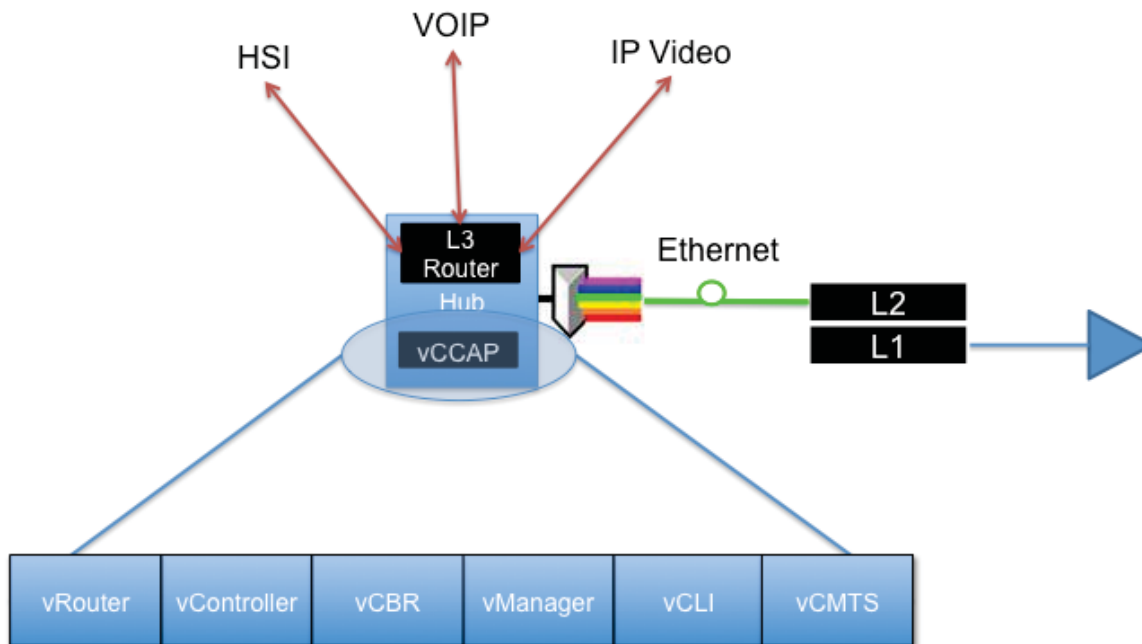 VOIP
HSI
IP Video
L3
Router
Hub
Ethernet
L2
L1
vCCAP
vRouter
vController
vCBR
vManager
vCLI
vCMTS